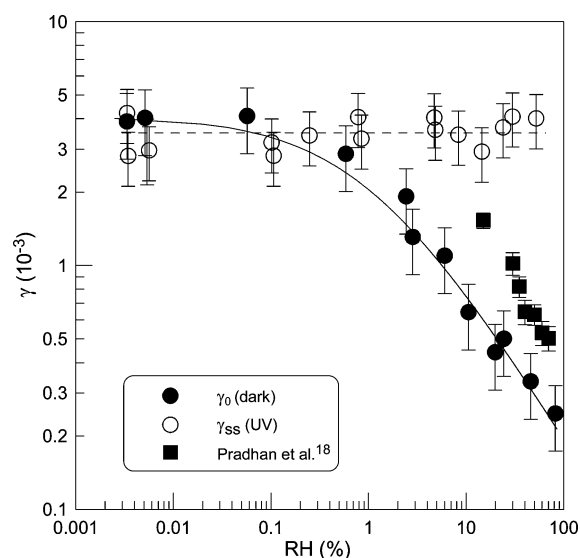 10
5
3
2
1
0.5
0.3
0.2
0.1
γ (10⁻³)
γ₀ (dark)
γss (UV)
Pradhan et al.¹⁸
0.001 0.01 0.1 1 10 100
RH (%)